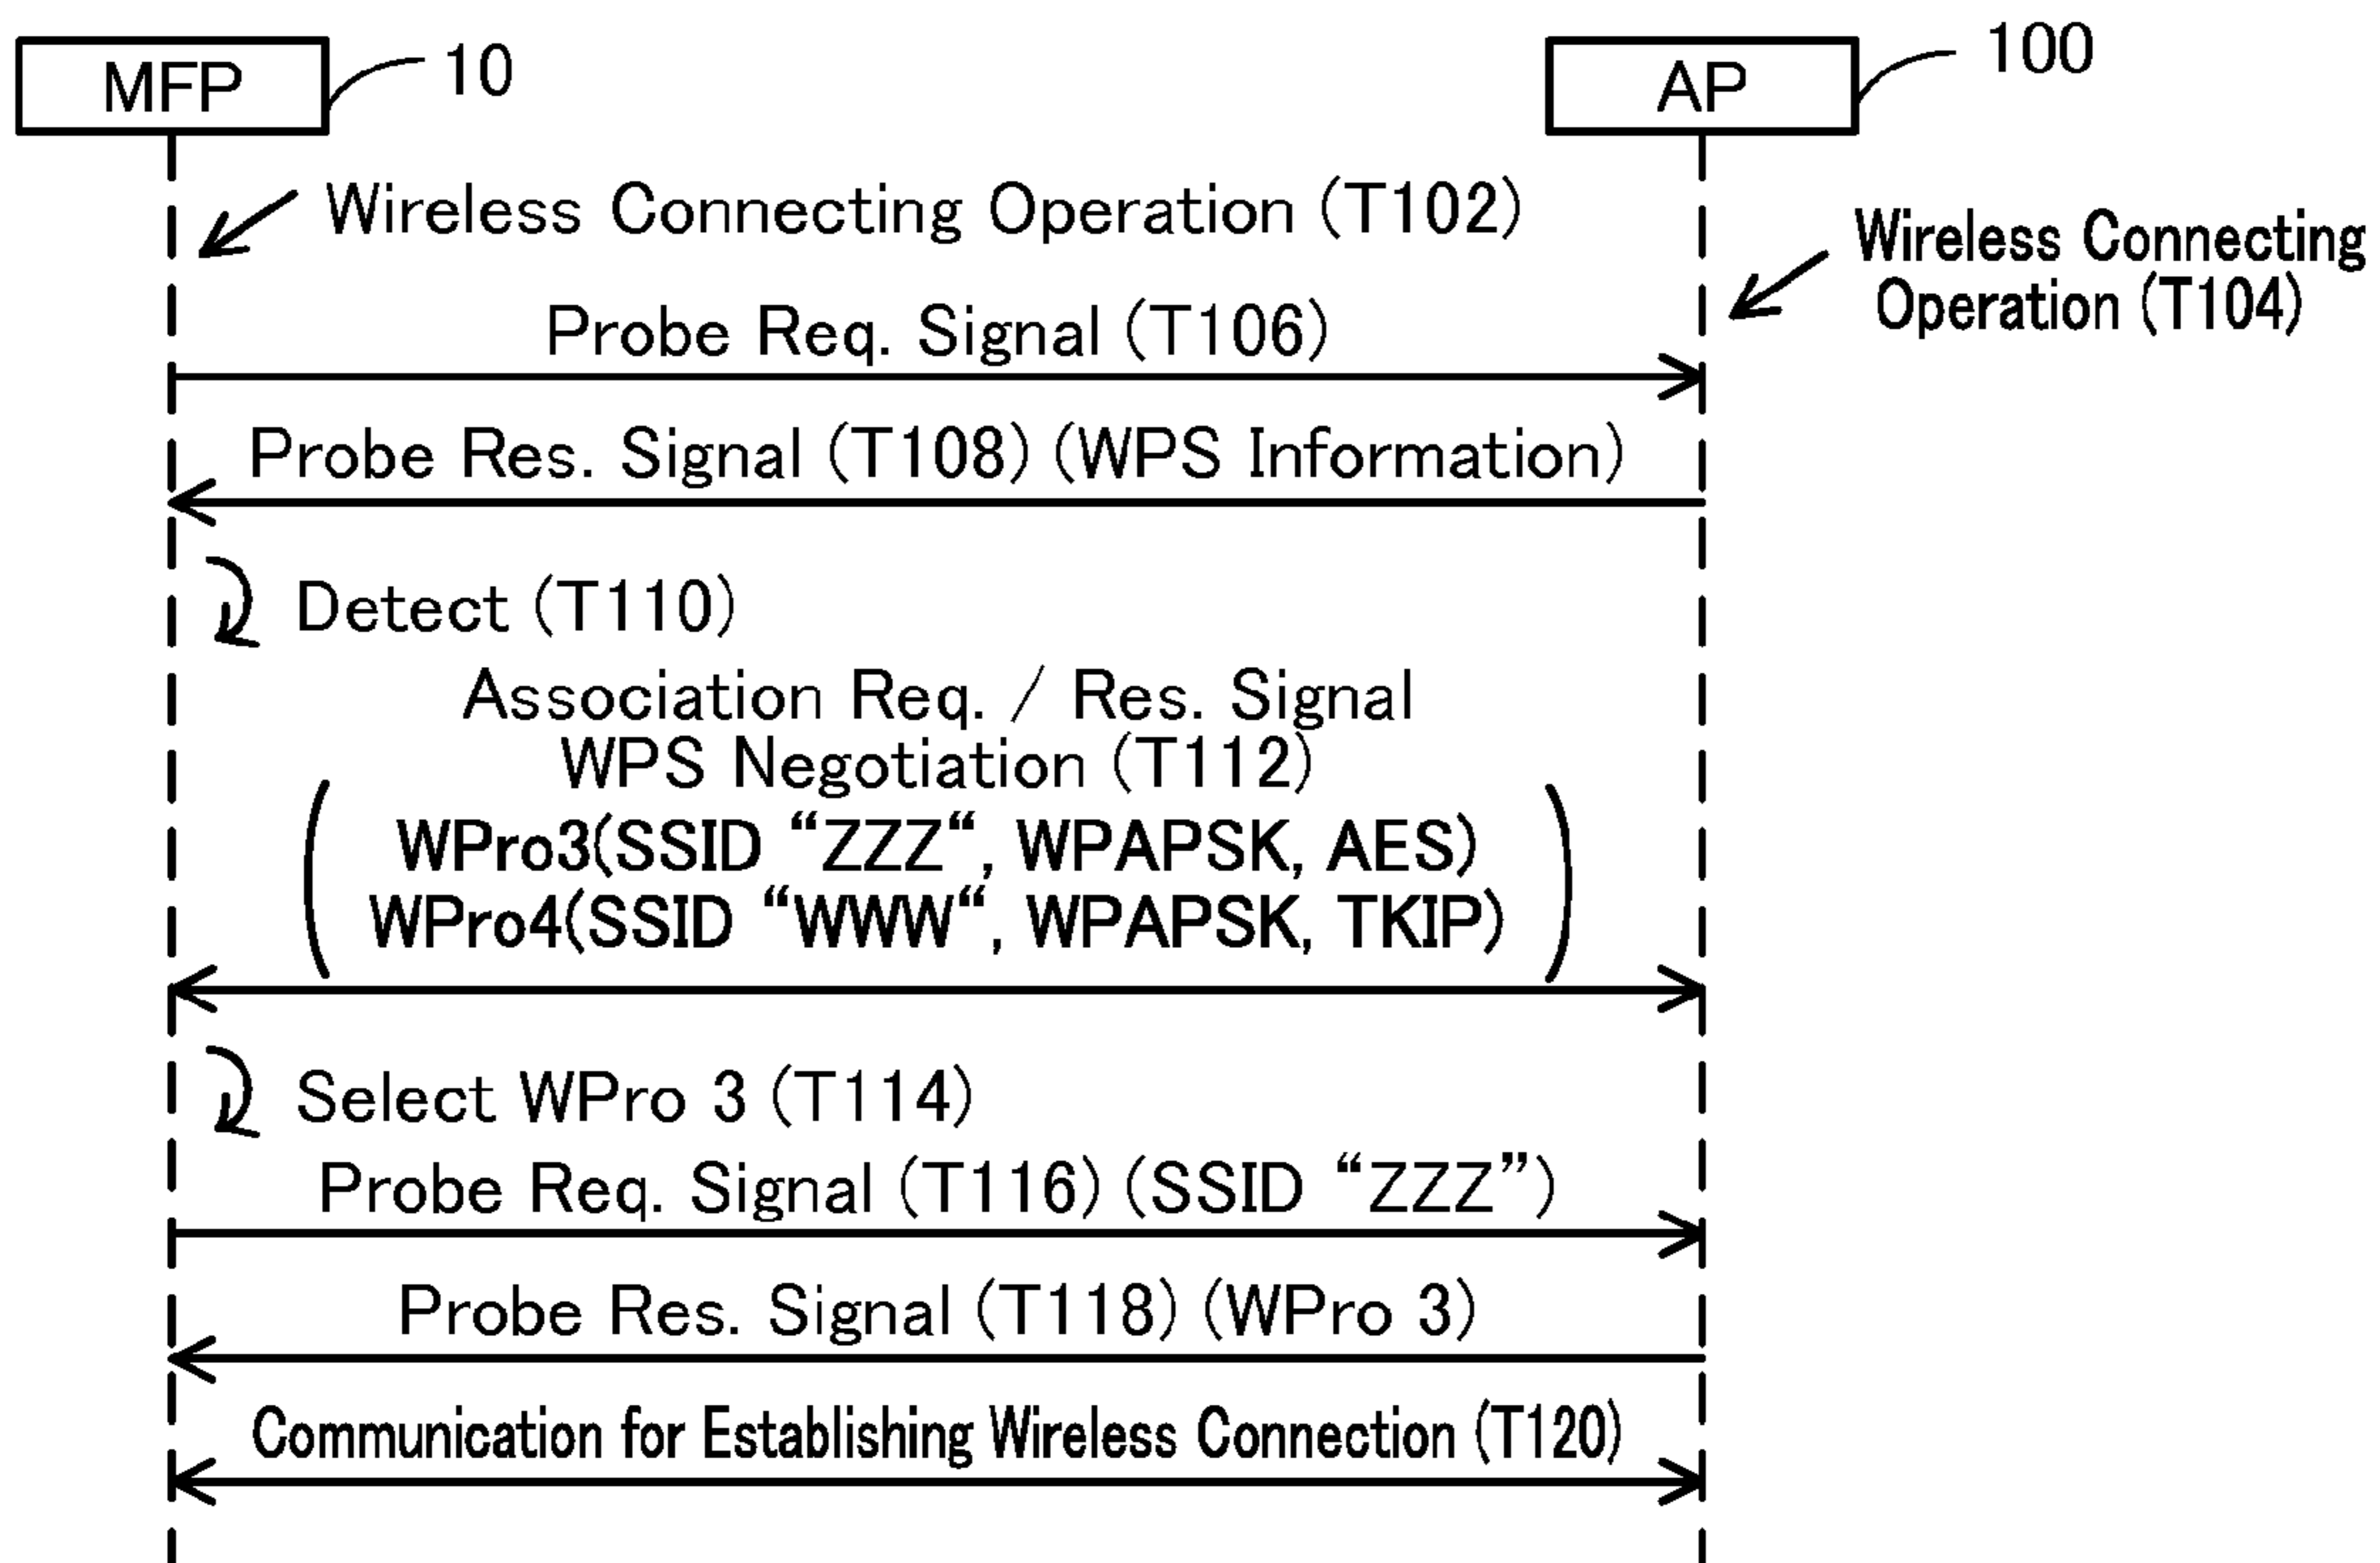 MFP
10
AP
100
Wireless Connecting Operation (T102)
Wireless Connecting
Operation (T104)
Probe Req. Signal (T106)
Probe Res. Signal (T108) (WPS Information)
Detect (T110)
Association Req. / Res. Signal
WPS Negotiation (T112)
WPro3(SSID “ZZZ“, WPAPSK, AES)
WPro4(SSID “WWW“, WPAPSK, TKIP)
Select WPro 3 (T114)
Probe Req. Signal (T116) (SSID “ZZZ”)
Probe Res. Signal (T118) (WPro 3)
Communication for Establishing Wireless Connection (T120)